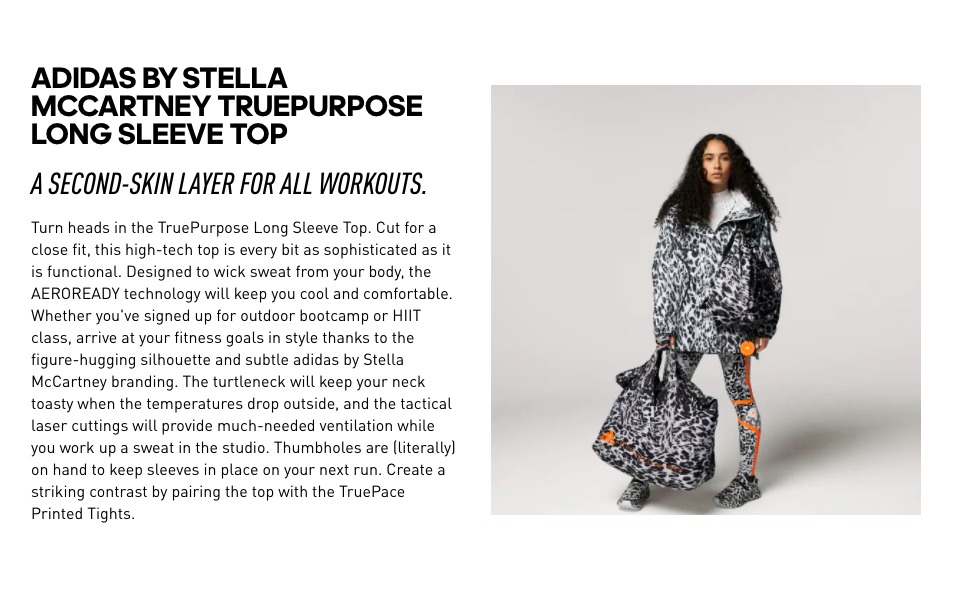 ADIDAS BY STELLA
MCCARTNEY TRUEPURPOSE
LONG SLEEVE TOP
A SECOND-SKIN LAYER FOR ALL WORKOUTS.
Turn heads in the TruePurpose Long Sleeve Top. Cut for a
close fit, this high-tech top is every bit as sophisticated as it
is functional. Designed to wick sweat from your body, the
AEROREADY technology will keep you cool and comfortable.
Whether you've signed up for outdoor bootcamp or HIIT
class, arrive at your fitness goals in style thanks to the
figure-hugging silhouette and subtle adidas by Stella
McCartney branding. The turtleneck will keep your neck
toasty when the temperatures drop outside, and the tactical
laser cuttings will provide much-needed ventilation while
you work up a sweat in the studio. Thumbholes are (literally)
on hand to keep sleeves in place on your next run. Create a
striking contrast by pairing the top with the TruePace
Printed Tights.